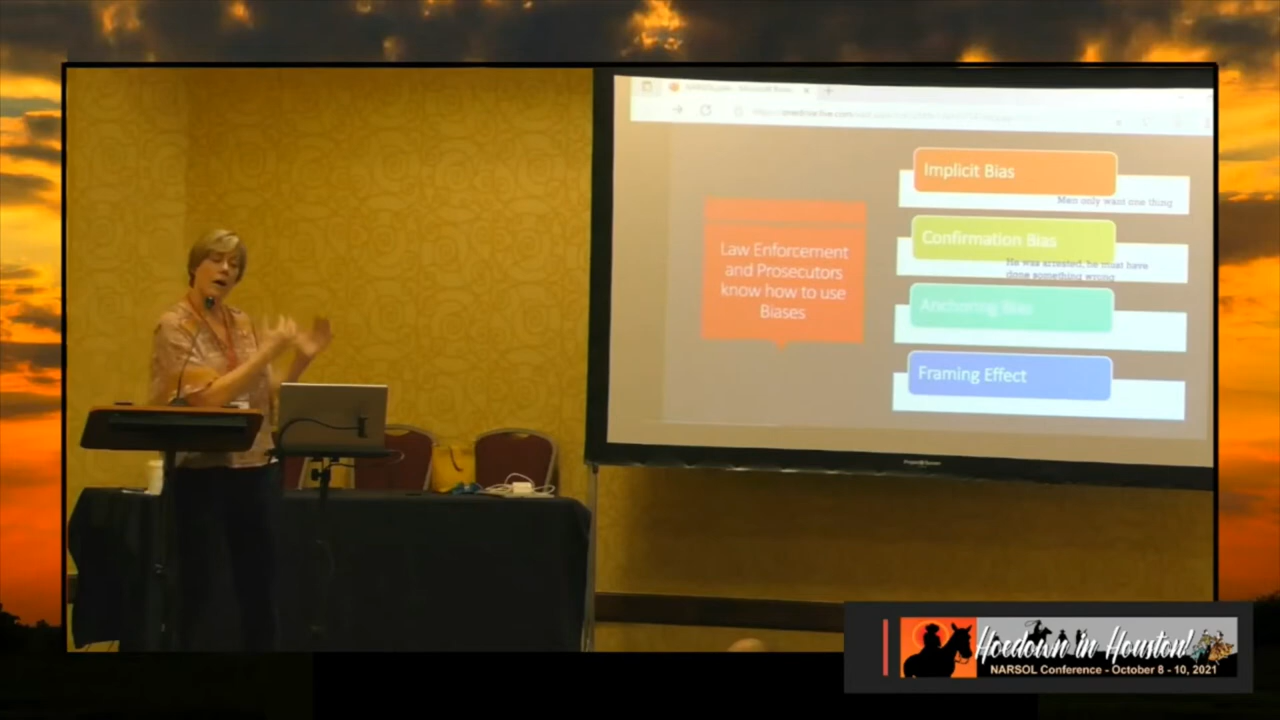 Law Enforcement
and Prosecutors
know how to use
Biases
Implicit Bias
Men only want one thing
Confirmation Bias
He was arrested, he must have
done something wrong
Anchoring Bias
Framing Effect
Hoedown in Houston!
NARSOL Conference - October 8 - 10, 2021